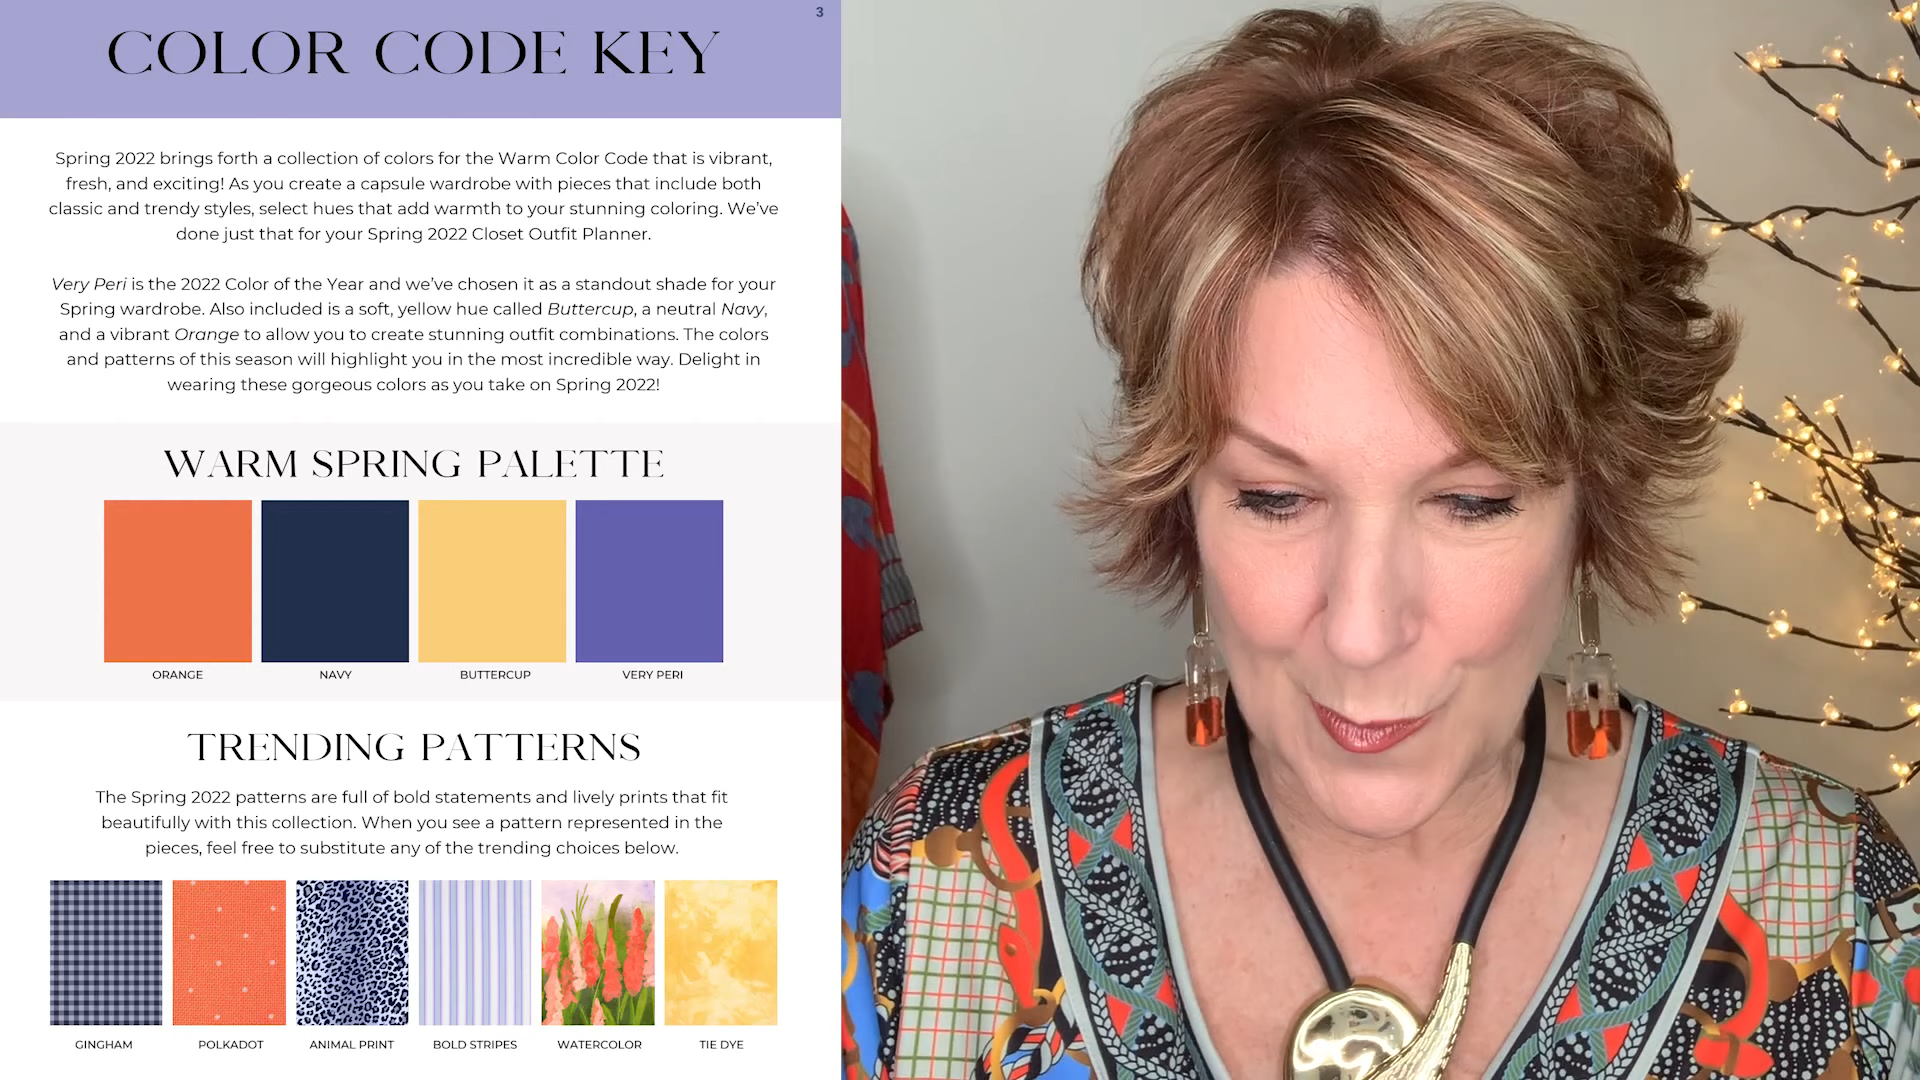 3
COLOR CODE KEY
Spring 2022 brings forth a collection of colors for the Warm Color Code that is vibrant,
fresh, and exciting! As you create a capsule wardrobe with pieces that include both
classic and trendy styles, select hues that add warmth to your stunning coloring. We’ve
done just that for your Spring 2022 Closet Outfit Planner.
Very Peri is the 2022 Color of the Year and we’ve chosen it as a standout shade for your
Spring wardrobe. Also included is a soft, yellow hue called Buttercup, a neutral Navy,
and a vibrant Orange to allow you to create stunning outfit combinations. The colors
and patterns of this season will highlight you in the most incredible way. Delight in
wearing these gorgeous colors as you take on Spring 2022!
WARM SPRING PALETTE
ORANGE NAVY BUTTERCUP VERY PERI
TRENDING PATTERNS
The Spring 2022 patterns are full of bold statements and lively prints that fit
beautifully with this collection. When you see a pattern represented in the
pieces, feel free to substitute any of the trending choices below.
GINGHAM POLKADOT ANIMAL PRINT BOLD STRIPES WATERCOLOR TIE DYE